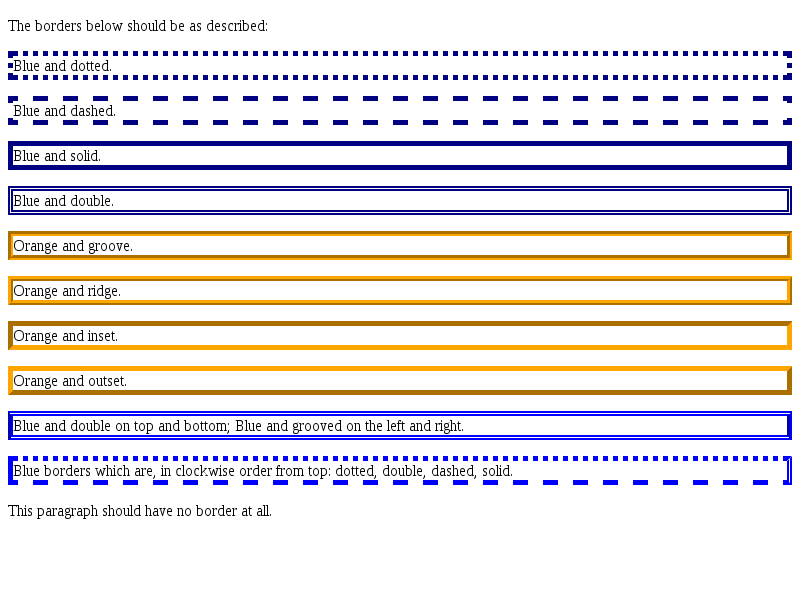 The borders below should be as described:
Blue and dotted.
Blue and dashed.
Blue and solid.
Blue and double.
Orange and groove.
Orange and ridge.
Orange and inset.
Orange and outset.
Blue and double on top and bottom; Blue and grooved on the left and right.
Blue borders which are, in clockwise order from top: dotted, double, dashed, solid.
This paragraph should have no border at all.